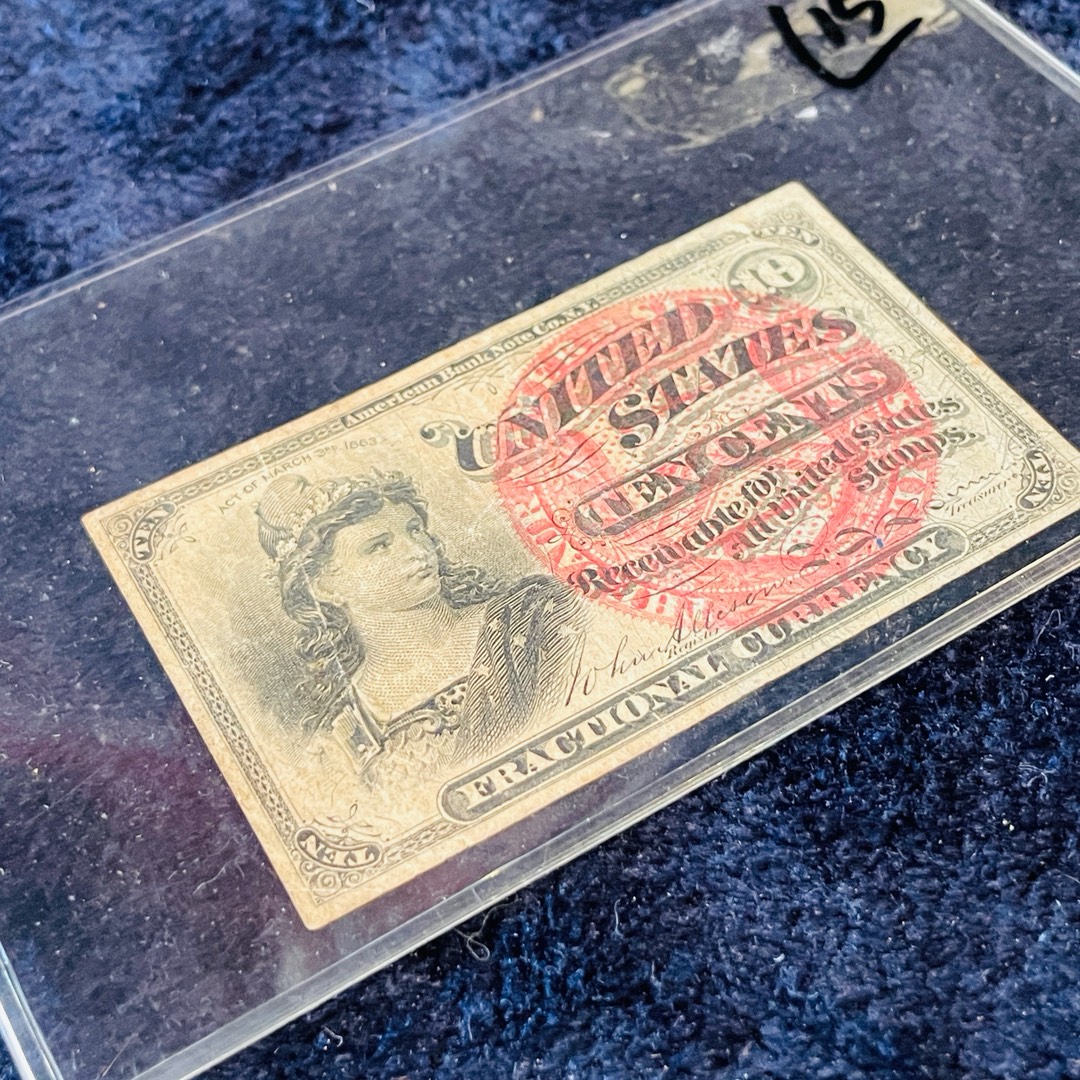 115
American Bank Note Co. N.Y.
TEN
10
ACT OF MARCH 3RD 1863
UNITED
STATES
TEN CENTS
Receivable for
All United States
Stamps.
TEN
TEN
John Allison
Register
Treasurer
FRACTIONAL CURRENCY
TEN